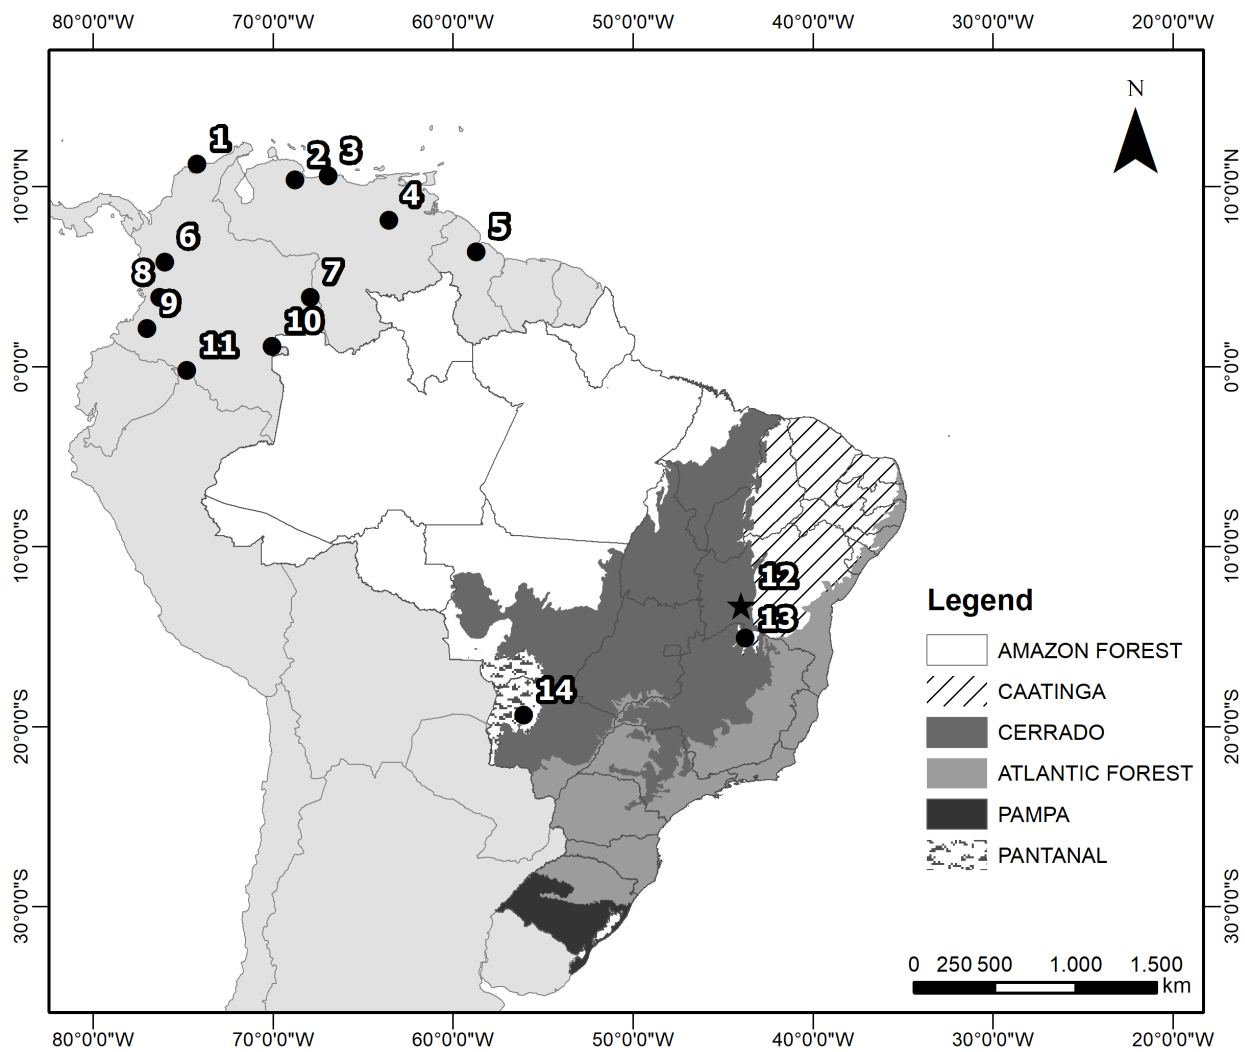 80°0'0"W 70°0'0"W 60°0'0"W 50°0'0"W 40°0'0"W 30°0'0"W 20°0'0"W
N
1
2
3
10°0'0"N 10°0'0"N
4
5
6
7
8
9
10
11
0°0'0" 0°0'0"
10°0'0"S 10°0'0"S
12
13
14
20°0'0"S 20°0'0"S
30°0'0"S 30°0'0"S
Legend
AMAZON FOREST
CAATINGA
CERRADO
ATLANTIC FOREST
PAMPA
PANTANAL
0 250 500 1.000 1.500
km
80°0'0"W 70°0'0"W 60°0'0"W 50°0'0"W 40°0'0"W 30°0'0"W 20°0'0"W